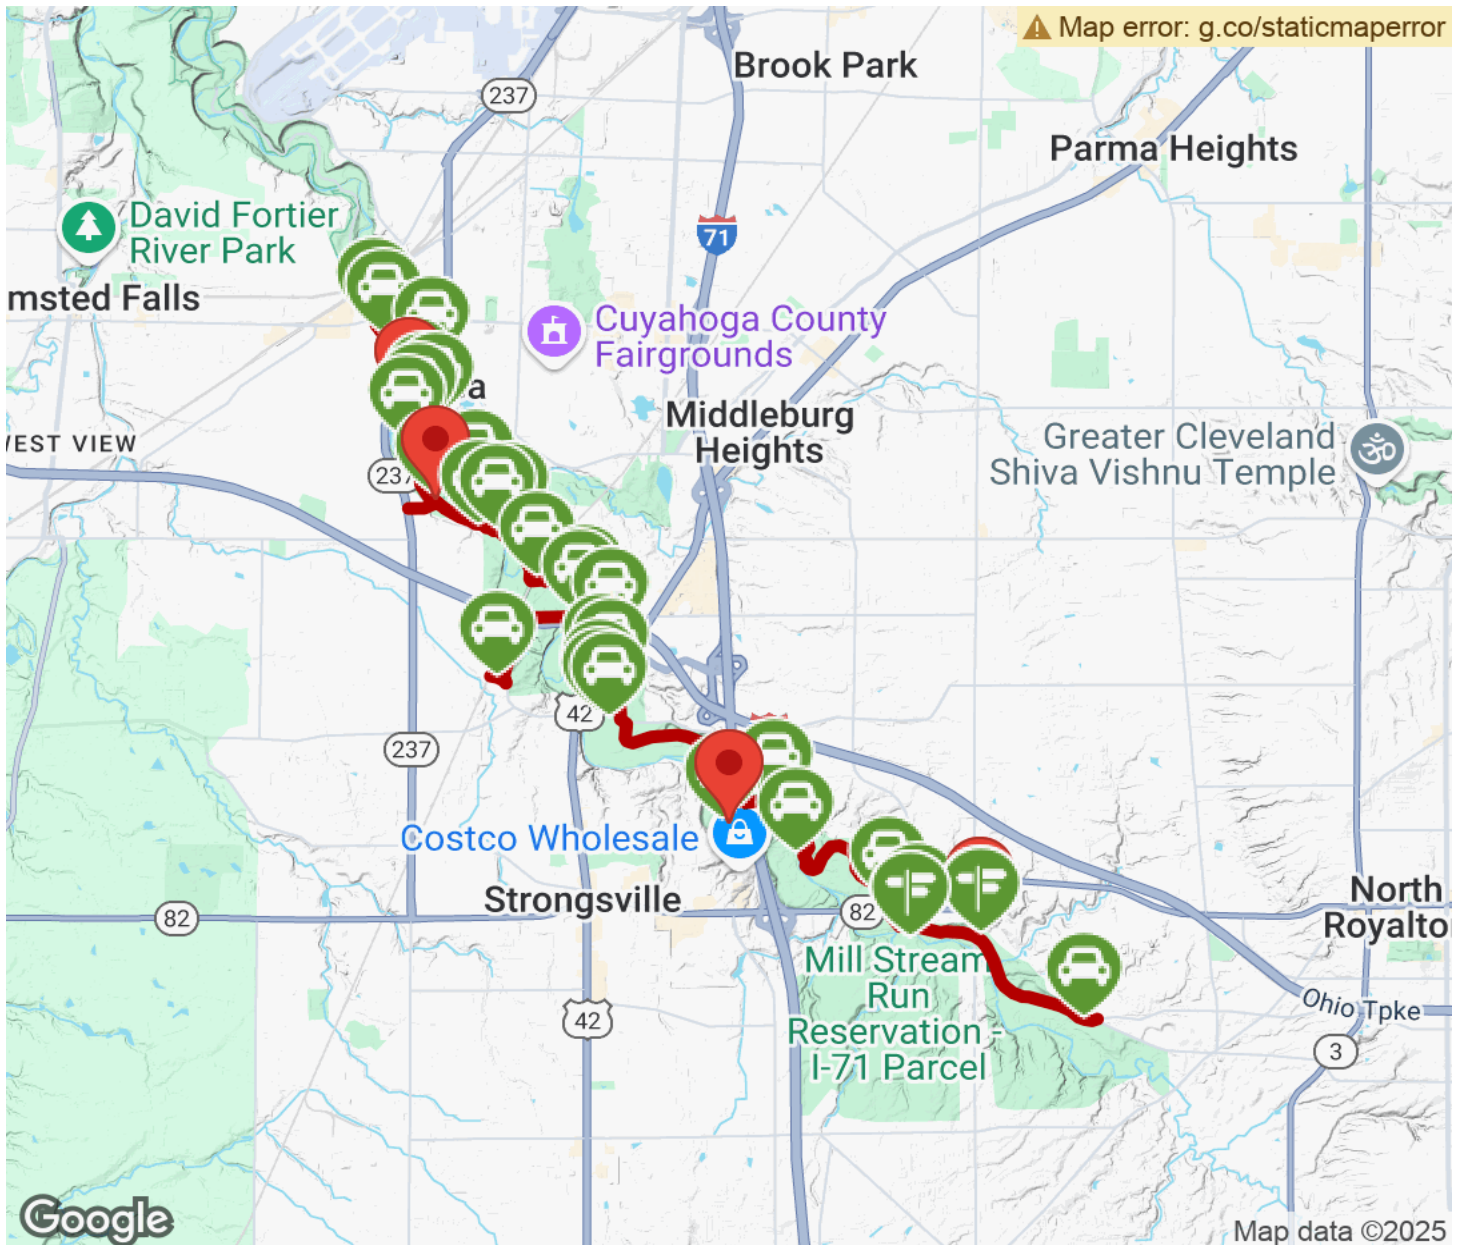 Map error: g.co/staticmaperror
Brook Park
237
Parma Heights
David Fortier
River Park
71
msted Falls
Cuyahoga County
Fairgrounds
a
Middleburg
Heights
WEST VIEW
Greater Cleveland
Shiva Vishnu Temple
237
42
237
Costco Wholesale
Strongsville
82
82
North
Royalto
Mill Stream
Run
Reservation -
I-71 Parcel
Ohio Tpke
42
3
Google
Map data ©2025